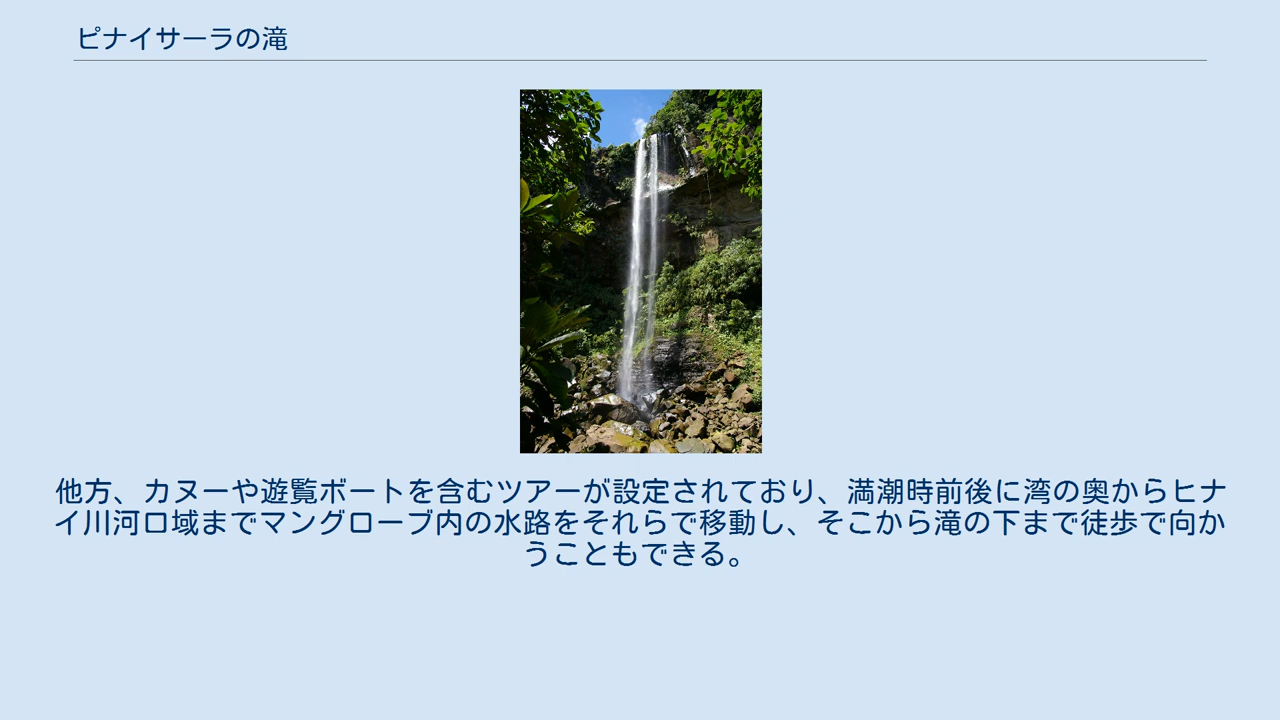 ピナイサーラの滝
他方、カヌーや遊覧ボートを含むツアーが設定されており、満潮時前後に湾の奥からヒナ
イ川河口域までマングローブ内の水路をそれらで移動し、そこから滝の下まで徒歩で向か
うこともできる。